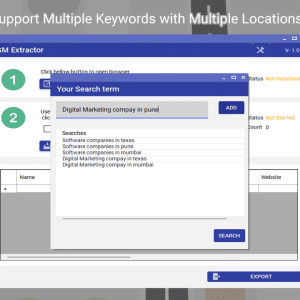 upport Multiple Keywords with Multiple Locations
SM Extractor
V- 1.0
1
Click bellow button to open browser
Status Not Initialised
Your Search term
Digital Marketing compay in pune
ADD
2
Use
clic
Status Not Started
Count 0
Searches
Software companies in texas
Software companies in pune
Software companies in mumbai
Digital Marketing compay in texas
Digital Marketing compay in mumbai
Name
Website
SEARCH
EXPORT